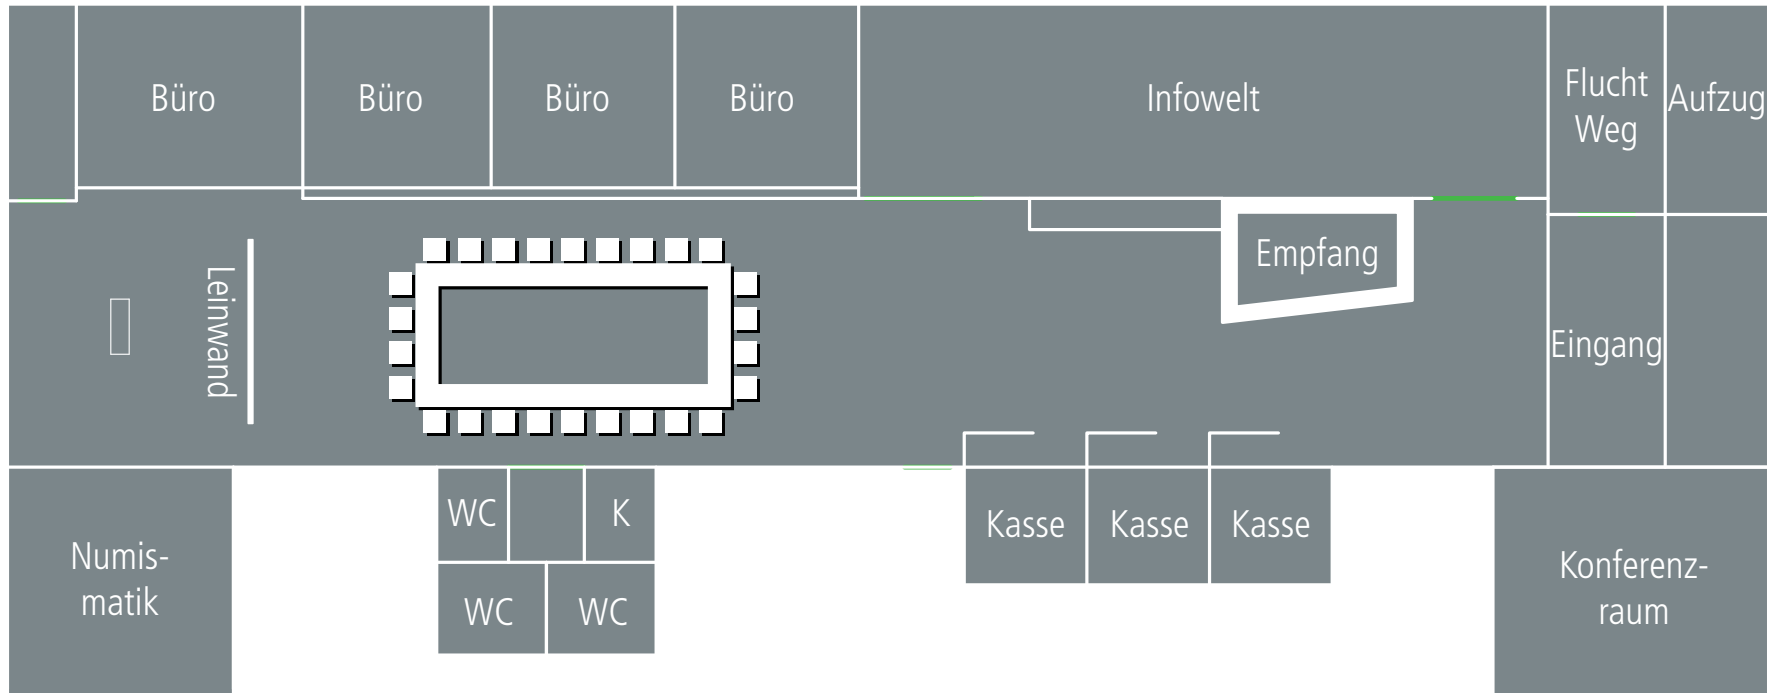 Büro
Büro
Büro
Büro
Infowelt
Flucht
Weg
Aufzug
Leinwand
Empfang
Eingang
WC
K
WC
WC
Kasse
Kasse
Kasse
Numis-
matik
Konferenz-
raum